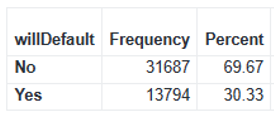 willDefault Frequency Percent
No 31687 69.67
Yes 13794 30.33